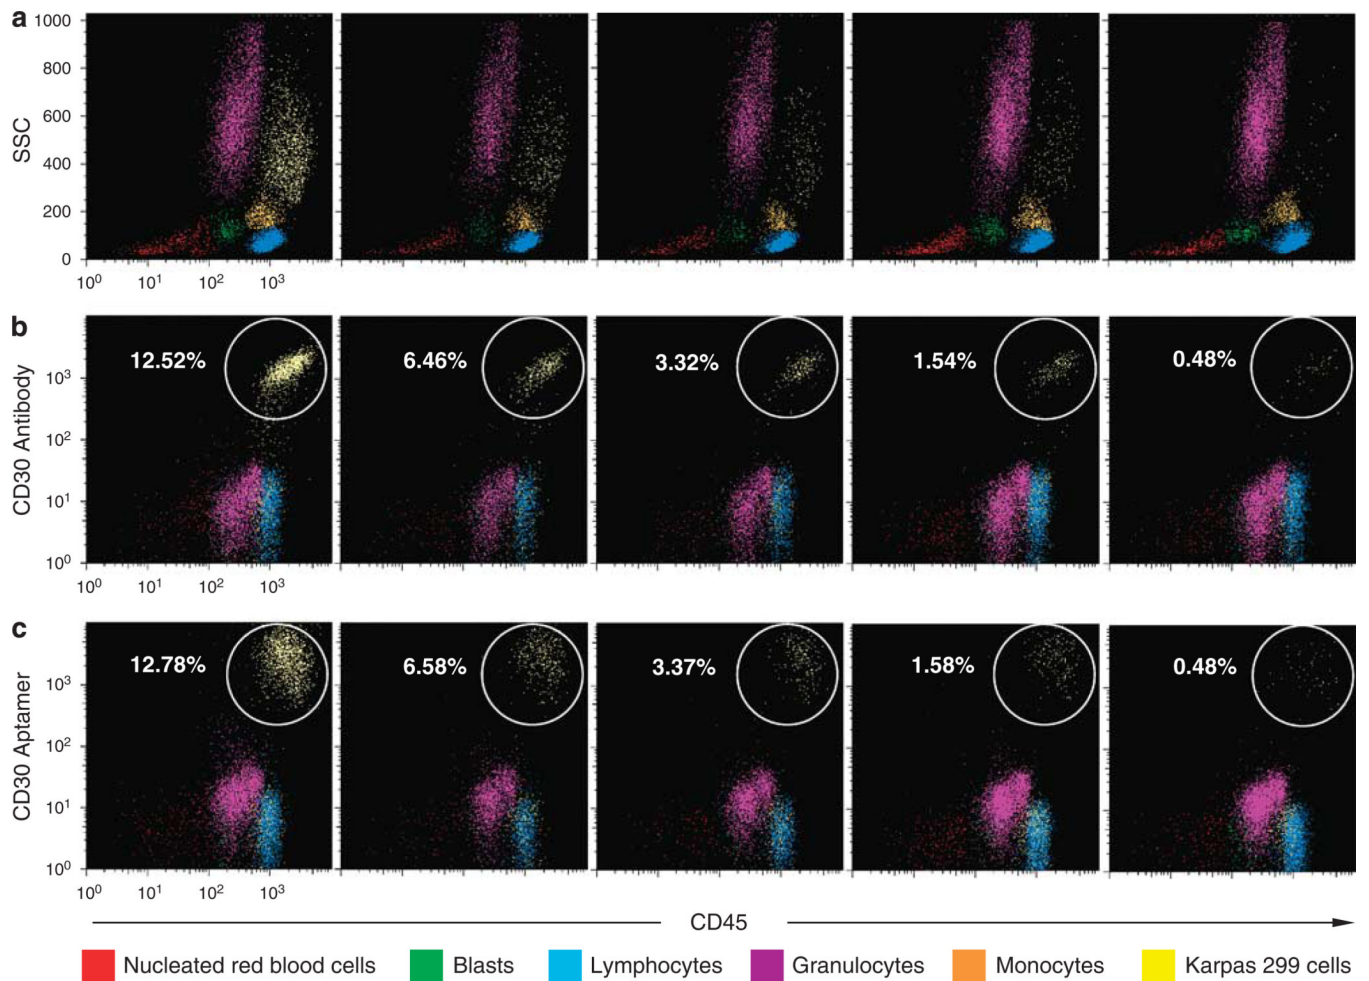 a
1000
800
600
400
200
0
SSC
10⁰ 10¹ 10² 10³
b
12.52% 6.46% 3.32% 1.54% 0.48%
10³
10²
10¹
10⁰
CD30 Antibody
10⁰ 10¹ 10² 10³
c
12.78% 6.58% 3.37% 1.58% 0.48%
10³
10²
10¹
10⁰
CD30 Aptamer
10⁰ 10¹ 10² 10³
CD45
Nucleated red blood cells Blasts Lymphocytes Granulocytes Monocytes Karpas 299 cells